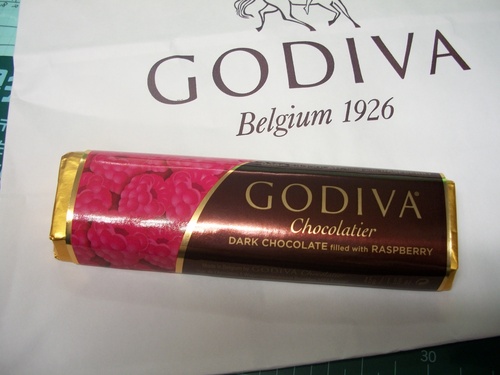 GODIVA
Belgium 1926
GODIVA®
Chocolatier
DARK CHOCOLATE filled with RASPBERRY
30